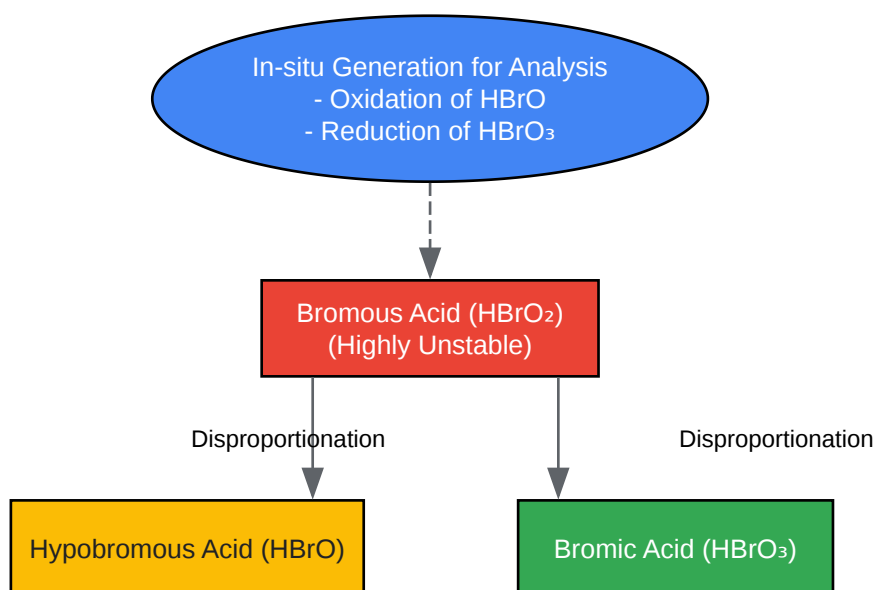 In-situ Generation for Analysis
- Oxidation of HBrO
- Reduction of HBrO₃
Bromous Acid (HBrO₂)
(Highly Unstable)
Disproportionation
Disproportionation
Hypobromous Acid (HBrO)
Bromic Acid (HBrO₃)